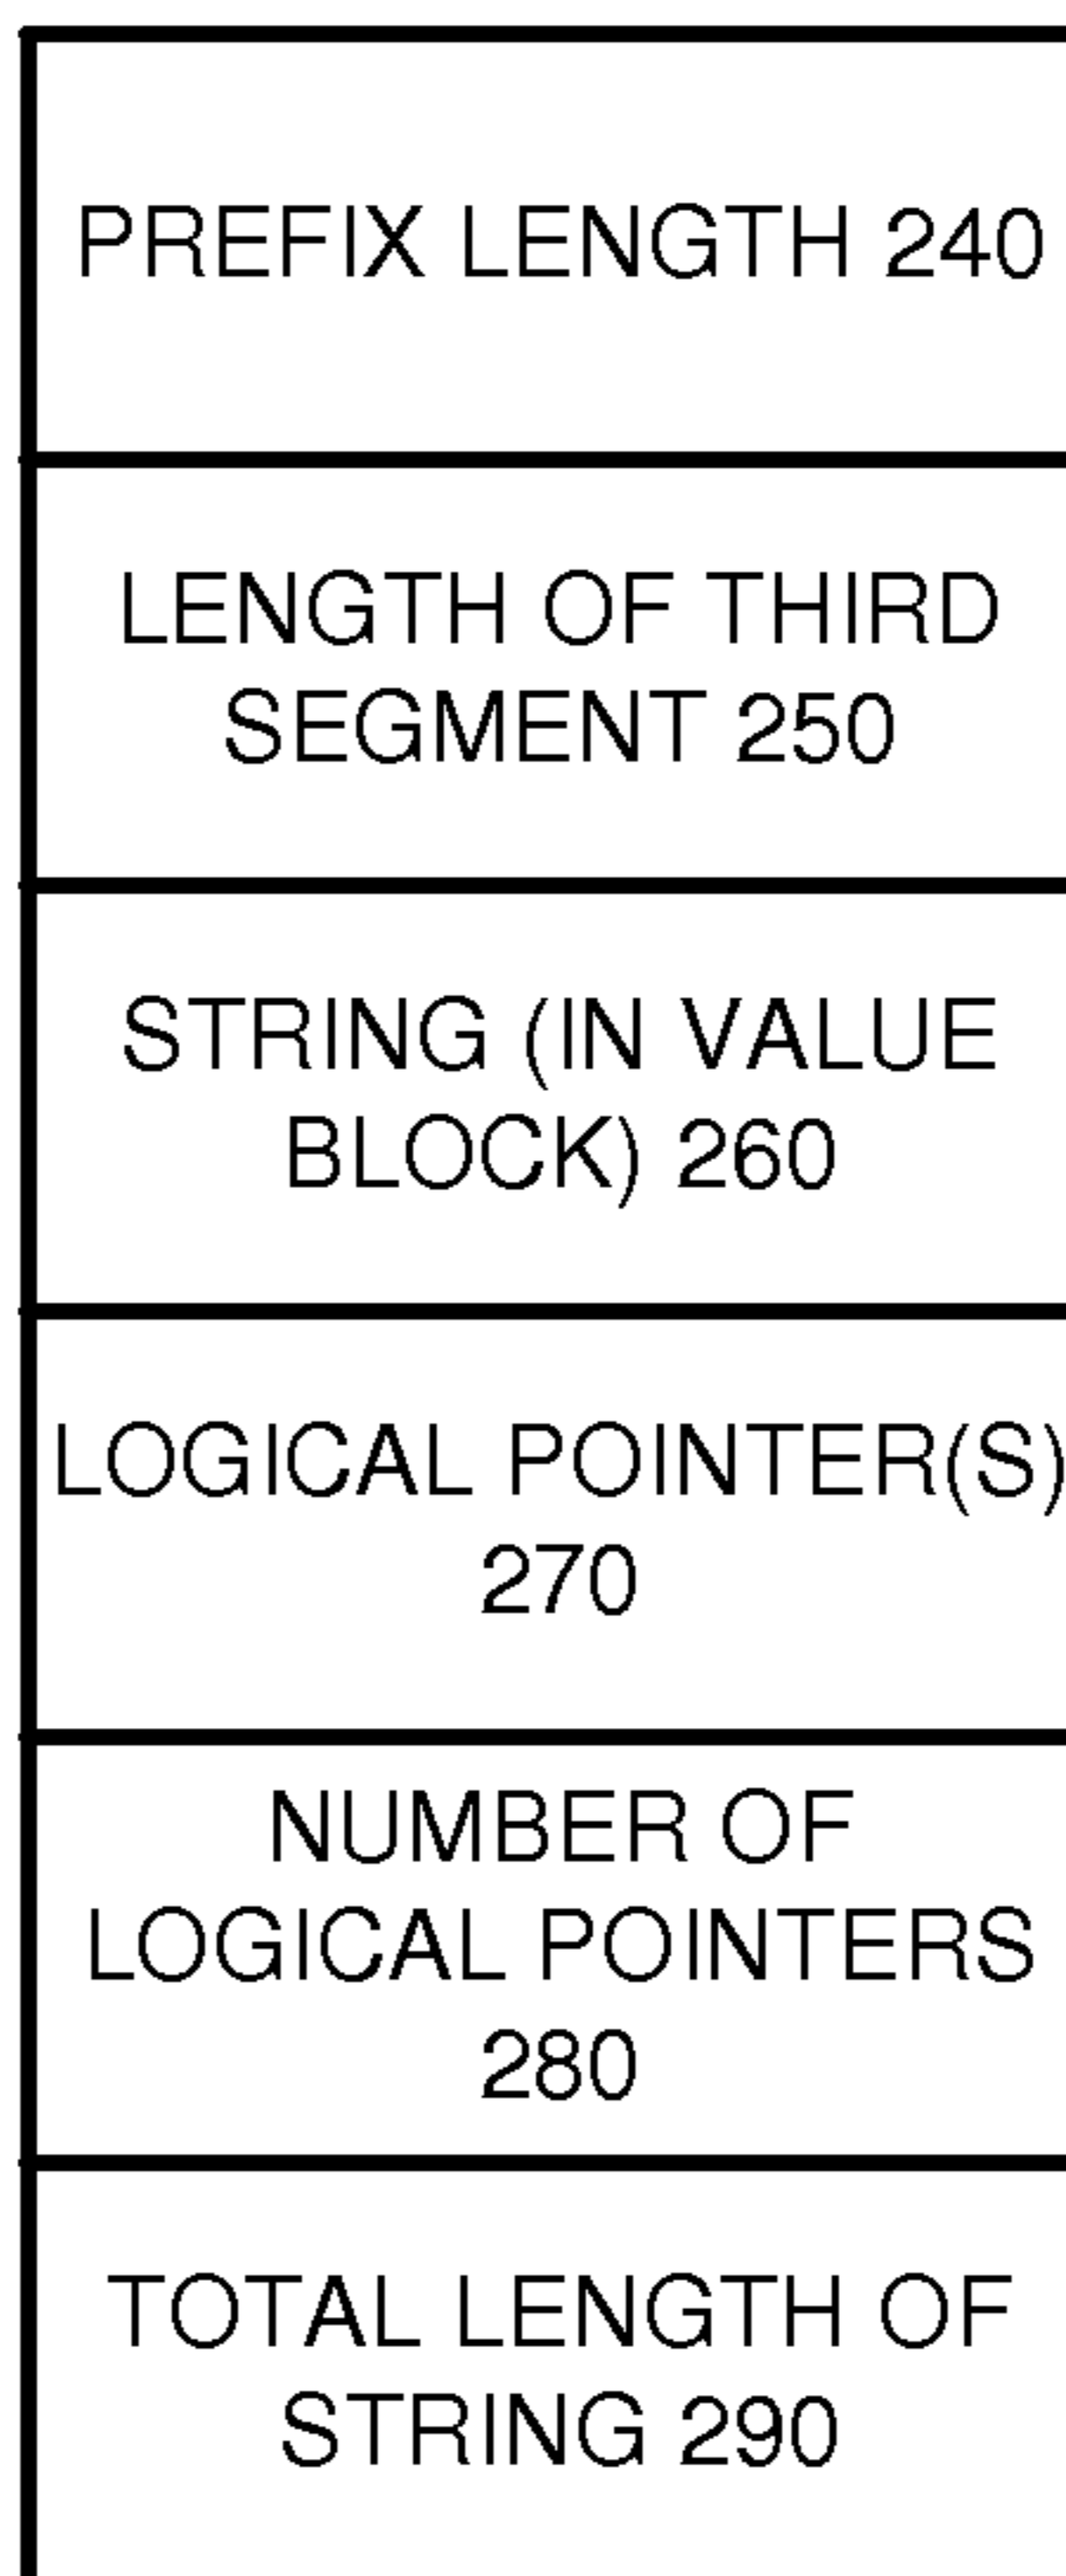 PREFIX LENGTH 240
LENGTH OF THIRD
SEGMENT 250
STRING (IN VALUE
BLOCK) 260
LOGICAL POINTER(S)
270
NUMBER OF
LOGICAL POINTERS
280
TOTAL LENGTH OF
STRING 290